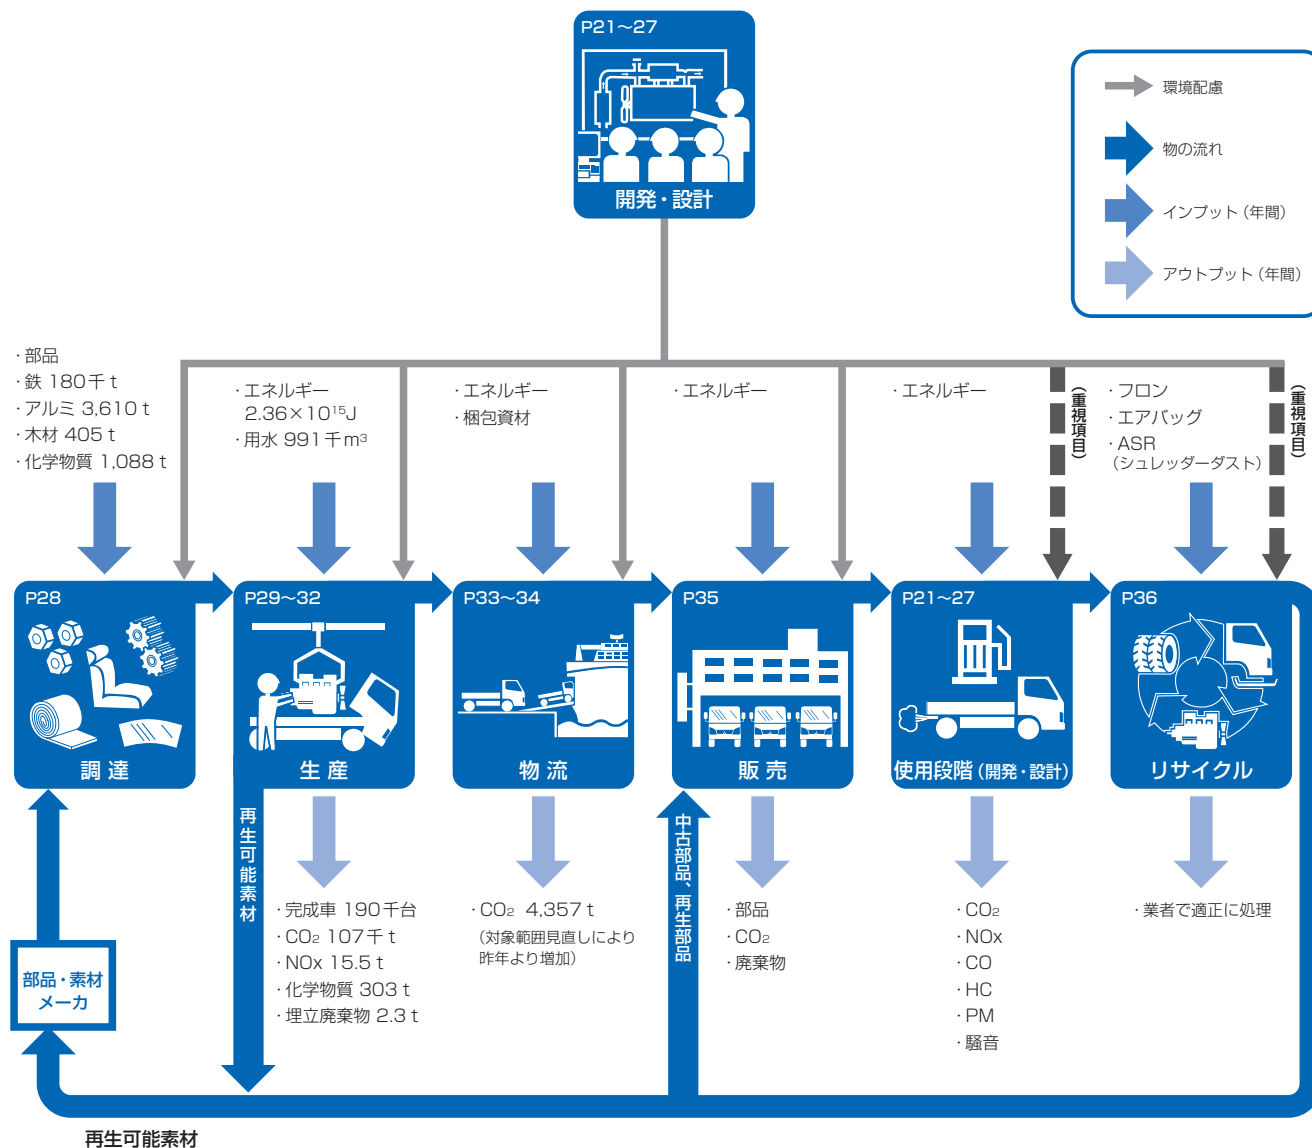 P21～27
開発・設計
環境配慮
物の流れ
インプット（年間）
アウトプット（年間）
・部品
・鉄 180千 t
・アルミ 3,610 t
・木材 405 t
・化学物質 1,088 t
・エネルギー
2.36×10¹⁵J
・用水 991千m³
・エネルギー
・梱包資材
・エネルギー
・エネルギー
（重視項目）
・フロン
・エアバッグ
・ASR
（シュレッダーダスト）
（重視項目）
P28
調 達
P29～32
生 産
P33～34
物 流
P35
販 売
P21～27
使用段階（開発・設計）
P36
リサイクル
再生可能素材
・完成車 190千台
・CO₂ 107千 t
・NOx 15.5 t
・化学物質 303 t
・埋立廃棄物 2.3 t
・CO₂ 4,357 t
（対象範囲見直しにより
昨年より増加）
中古部品、再生部品
・部品
・CO₂
・廃棄物
・CO₂
・NOx
・CO
・HC
・PM
・騒音
・業者で適正に処理
部品・素材
メーカ
再生可能素材